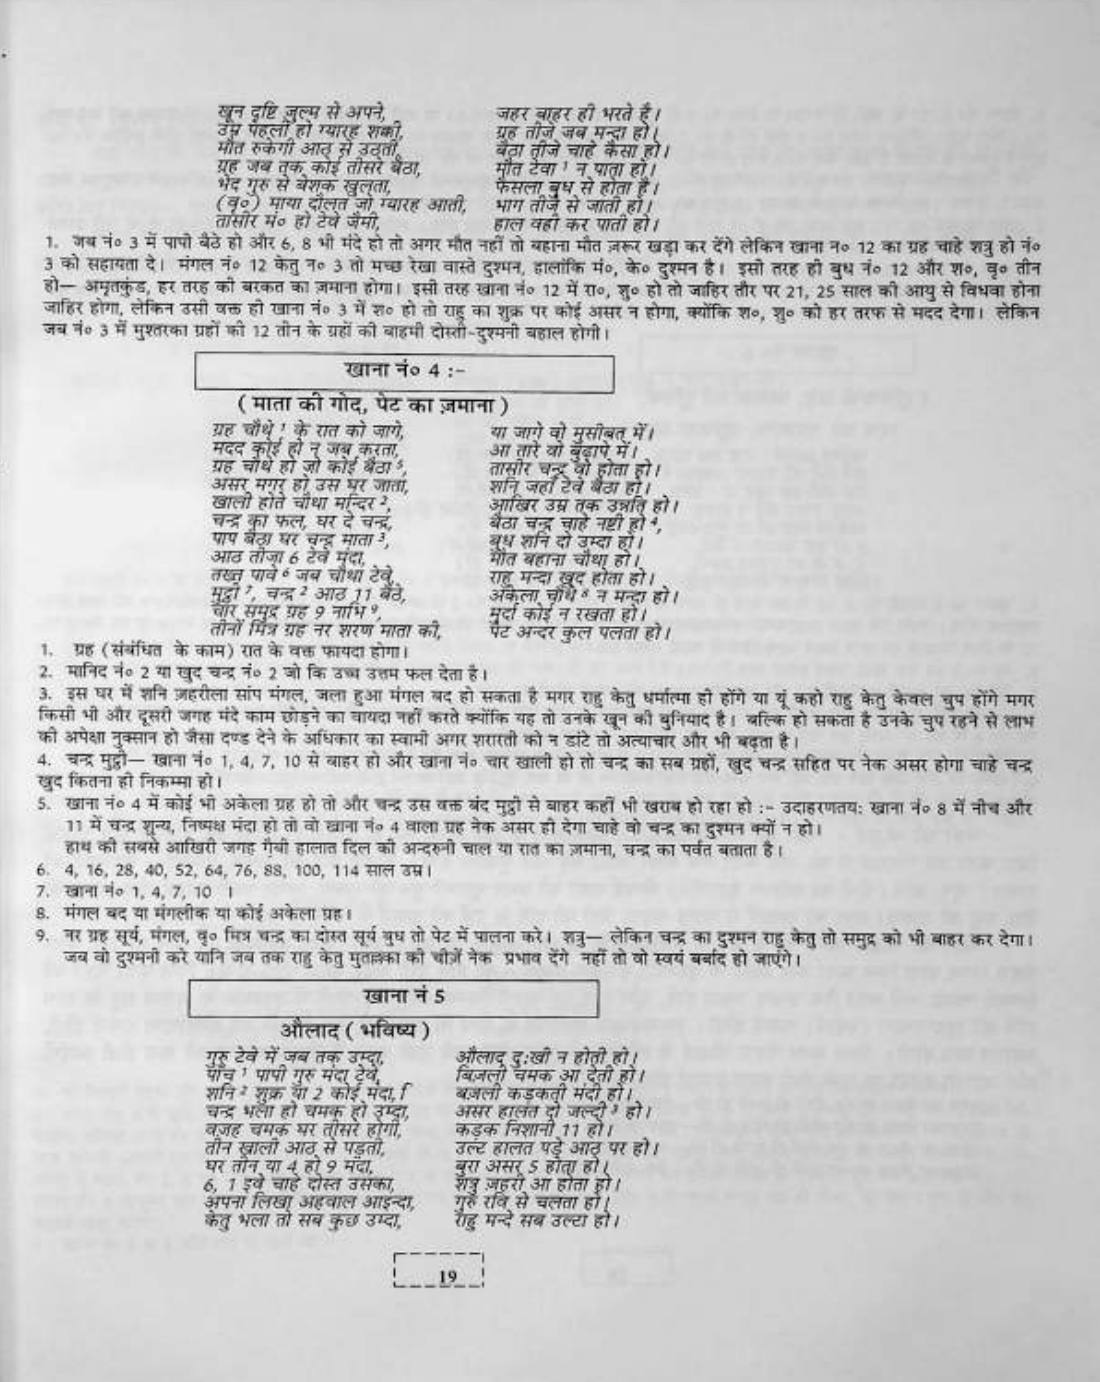 खून दृष्टि ज़ुल्म से अपने, जहर बाहर ही भरते है।
उम्र पहली हो ग्यारह शक्की, ग्रह तीजे जब मन्दा हो।
मौत रुकेगी आठ से उठती, बैठा तीजे चाहे कैसा हो।
ग्रह जब तक कोई तीसरे बैठा, मौत टेवा ¹ न पाता हो।
भेद गुरु से बेशक खुलता, फैसला बुध से होता है।
(वृ०) माया दौलत जो ग्यारह आती, भाग तीजे से जाती हो।
तासीर मं० हो टेवे जैमी, हाल वही कर पाती हो।
1. जब नं० 3 में पापी बैठे हो और 6, 8 भी मंदे हो तो अगर मौत नहीं तो बहाना मौत ज़रूर खड़ा कर देंगे लेकिन खाना न० 12 का ग्रह चाहे शत्रु हो नं०
3 को सहायता दे। मंगल नं० 12 केतु न० 3 तो मच्छ रेखा वास्ते दुश्मन, हालांकि मं०, के० दुश्मन है। इसी तरह ही बुध नं० 12 और श०, वृ० तीन
हो— अमृतकुंड, हर तरह की बरकत का ज़माना होगा। इसी तरह खाना नं० 12 में रा०, शु० हो तो जाहिर तौर पर 21, 25 साल की आयु से विधवा होना
जाहिर होगा, लेकिन उसी वक्त ही खाना नं० 3 में श० हो तो राहु का शुक्र पर कोई असर न होगा, क्योंकि श०, शु० को हर तरफ से मदद देगा। लेकिन
जब नं० 3 में मुश्तरका ग्रहों की 12 तीन के ग्रहों की बाहमी दोस्ती-दुश्मनी बहाल होगी।
खाना नं० 4 :-
( माता की गोद, पेट का ज़माना )
ग्रह चौथे ¹ के रात को जागे, या जागे वो मुसीबत में।
मदद कोई हो न जब करता, आ तारे वो बुढ़ापे में।
ग्रह चौथे हो जो कोई बैठा ⁵, तासीर चन्द्र वो होता हो।
असर मगर हो उस घर जाता, शनि जहाँ टेवे बैठा हो।
खाली होते चौथा मन्दिर ², आखिर उम्र तक उन्नति हो।
चन्द्र का फल, घर दे चन्द्र, बैठा चन्द्र चाहे नष्टी हो ⁴,
पाप बैठा घर चन्द्र माता ³, बुध शनि दो उम्दा हो।
आठ तीजा 6 टेवे मंदा, मौत बहाना चौथा हो।
तख्त पावे ⁶ जब चौथा टेवे, राहु मन्दा खुद होता हो।
मुट्ठी ⁷, चन्द्र ² आठ 11 बैठे, अकेला चौथे ⁸ न मन्दा हो।
चार समुद्र ग्रह 9 नाभि ⁹, मुर्दा कोई न रखता हो।
तीनों मित्र ग्रह नर शरण माता की, पेट अन्दर कुल पलता हो।
1. ग्रह (संबंधित के काम) रात के वक्त फायदा होगा।
2. मानिंद नं० 2 या खुद चन्द्र नं० 2 जो कि उच्च उत्तम फल देता है।
3. इस घर में शनि ज़हरीला सांप मंगल, जला हुआ मंगल बद हो सकता है मगर राहु केतु धर्मात्मा ही होंगे या यूं कहो राहु केतु केवल चुप होंगे मगर
किसी भी और दूसरी जगह मंदे काम छोड़ने का वायदा नहीं करते क्योंकि यह तो उनके खून की बुनियाद है। बल्कि हो सकता है उनके चुप रहने से लाभ
की अपेक्षा नुक्सान हो जैसा दण्ड देने के अधिकार का स्वामी अगर शरारती को न डांटे तो अत्याचार और भी बढ़ता है।
4. चन्द्र मुट्ठी— खाना नं० 1, 4, 7, 10 से बाहर हो और खाना नं० चार खाली हो तो चन्द्र का सब ग्रहों, खुद चन्द्र सहित पर नेक असर होगा चाहे चन्द्र
खुद कितना ही निकम्मा हो।
5. खाना नं० 4 में कोई भी अकेला ग्रह हो तो और चन्द्र उस वक्त बंद मुट्ठी से बाहर कहीं भी खराब हो रहा हो :- उदाहरणतय: खाना नं० 8 में नीच और
11 में चन्द्र शून्य, निष्पक्ष मंदा हो तो वो खाना नं० 4 वाला ग्रह नेक असर ही देगा चाहे वो चन्द्र का दुश्मन क्यों न हो।
हाथ की सबसे आखिरी जगह गैबी हालात दिल की अन्दरुनी चाल या रात का ज़माना, चन्द्र का पर्वत बताता है।
6. 4, 16, 28, 40, 52, 64, 76, 88, 100, 114 साल उम्र।
7. खाना नं० 1, 4, 7, 10 ।
8. मंगल बद या मंगलीक या कोई अकेला ग्रह।
9. नर ग्रह सूर्य, मंगल, वृ० मित्र चन्द्र का दोस्त सूर्य बुध तो पेट में पालना करे। शत्रु— लेकिन चन्द्र का दुश्मन राहु केतु तो समुद्र को भी बाहर कर देगा।
जब वो दुश्मनी करे यानि जब तक राहु केतु मुतल्लका की चीज़ें नेक प्रभाव देंगे नहीं तो वो स्वयं बर्बाद हो जाएंगे।
खाना नं 5
औलाद ( भविष्य )
गुरु टेवे में जब तक उम्दा, औलाद दु:खी न होती हो।
पाँच ¹ पापी गुरु मंदा टेवे, बिजली चमक आ देती हो।
शनि ² शुक्र या 2 कोई मंदा, बज़ली कड़कती मंदी हो।
चन्द्र भला हो चमक हो उम्दा, असर हालत दो जल्दी ³ हो।
वजह चमक घर तीसरे होगी, कड़क निशानी 11 हो।
तीन खाली आठ से पड़ती, उल्ट हालत पड़े आठ पर हो।
घर तीन या 4 हो 9 मंदा, बुरा असर 5 होता हो।
6, 1 डूबे चाहे दोस्त उसका, शत्रु ज़हरी आ होता हो।
अपना लिखा अहवाल आइन्दा, गुरु रवि से चलता हो।
केतु भला तो सब कुछ उम्दा, राहु मन्दे सब उल्टा हो।
19